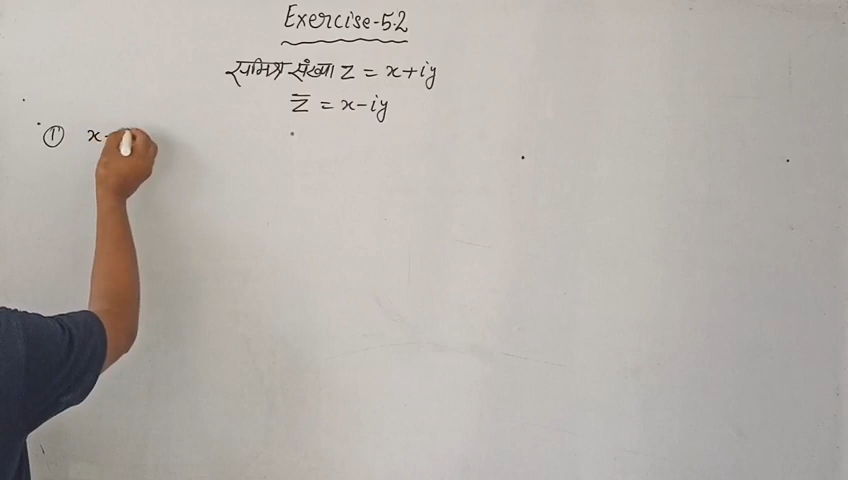 Exercise-5.2
समिश्र संख्या z = x+iy
z̅ = x-iy
① x-